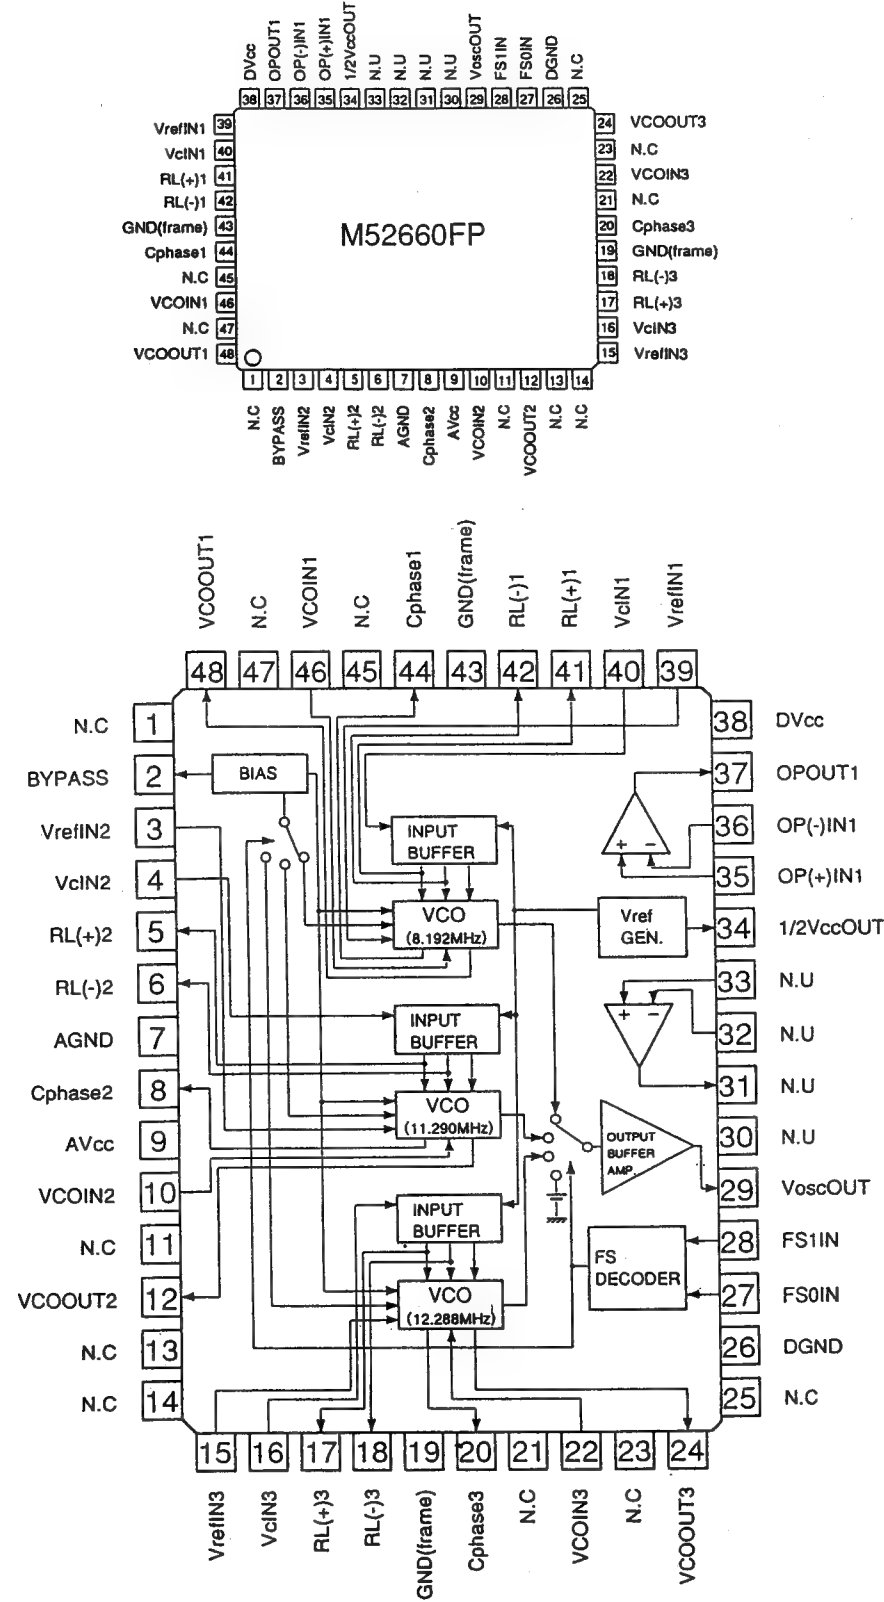 DVcc
OPOUT1
OP(-)IN1
OP(+)IN1
1/2VccOUT
N.U
N.U
N.U
N.U
VoscOUT
FS1IN
FS0IN
DGND
N.C
38 37 36 35 34 33 32 31 30 29 28 27 26 25
VrefIN1 39
VcIN1 40
RL(+)1 41
RL(-)1 42
GND(frame) 43
Cphase1 44
N.C 45
VCOIN1 46
N.C 47
VCOOUT1 48
M52660FP
24 VCOOUT3
23 N.C
22 VCOIN3
21 N.C
20 Cphase3
19 GND(frame)
18 RL(-)3
17 RL(+)3
16 VcIN3
15 VrefIN3
1 2 3 4 5 6 7 8 9 10 11 12 13 14
N.C
BYPASS
VrefIN2
VcIN2
RL(+)2
RL(-)2
AGND
Cphase2
AVcc
VCOIN2
N.C
VCOOUT2
N.C
N.C
VCOOUT1
N.C
VCOIN1
N.C
Cphase1
GND(frame)
RL(-)1
RL(+)1
VcIN1
VrefIN1
48 47 46 45 44 43 42 41 40 39
N.C 1
BYPASS 2
VrefIN2 3
VcIN2 4
RL(+)2 5
RL(-)2 6
AGND 7
Cphase2 8
AVcc 9
VCOIN2 10
N.C 11
VCOOUT2 12
N.C 13
N.C 14
BIAS
INPUT
BUFFER
VCO
(8.192MHz)
INPUT
BUFFER
VCO
(11.290MHz)
INPUT
BUFFER
VCO
(12.288MHz)
+ −
Vref
GEN.
+ −
OUTPUT
BUFFER
AMP.
FS
DECODER
38 DVcc
37 OPOUT1
36 OP(-)IN1
35 OP(+)IN1
34 1/2VccOUT
33 N.U
32 N.U
31 N.U
30 N.U
29 VoscOUT
28 FS1IN
27 FS0IN
26 DGND
25 N.C
15 16 17 18 19 20 21 22 23 24
VrefIN3
VcIN3
RL(+)3
RL(-)3
GND(frame)
Cphase3
N.C
VCOIN3
N.C
VCOOUT3